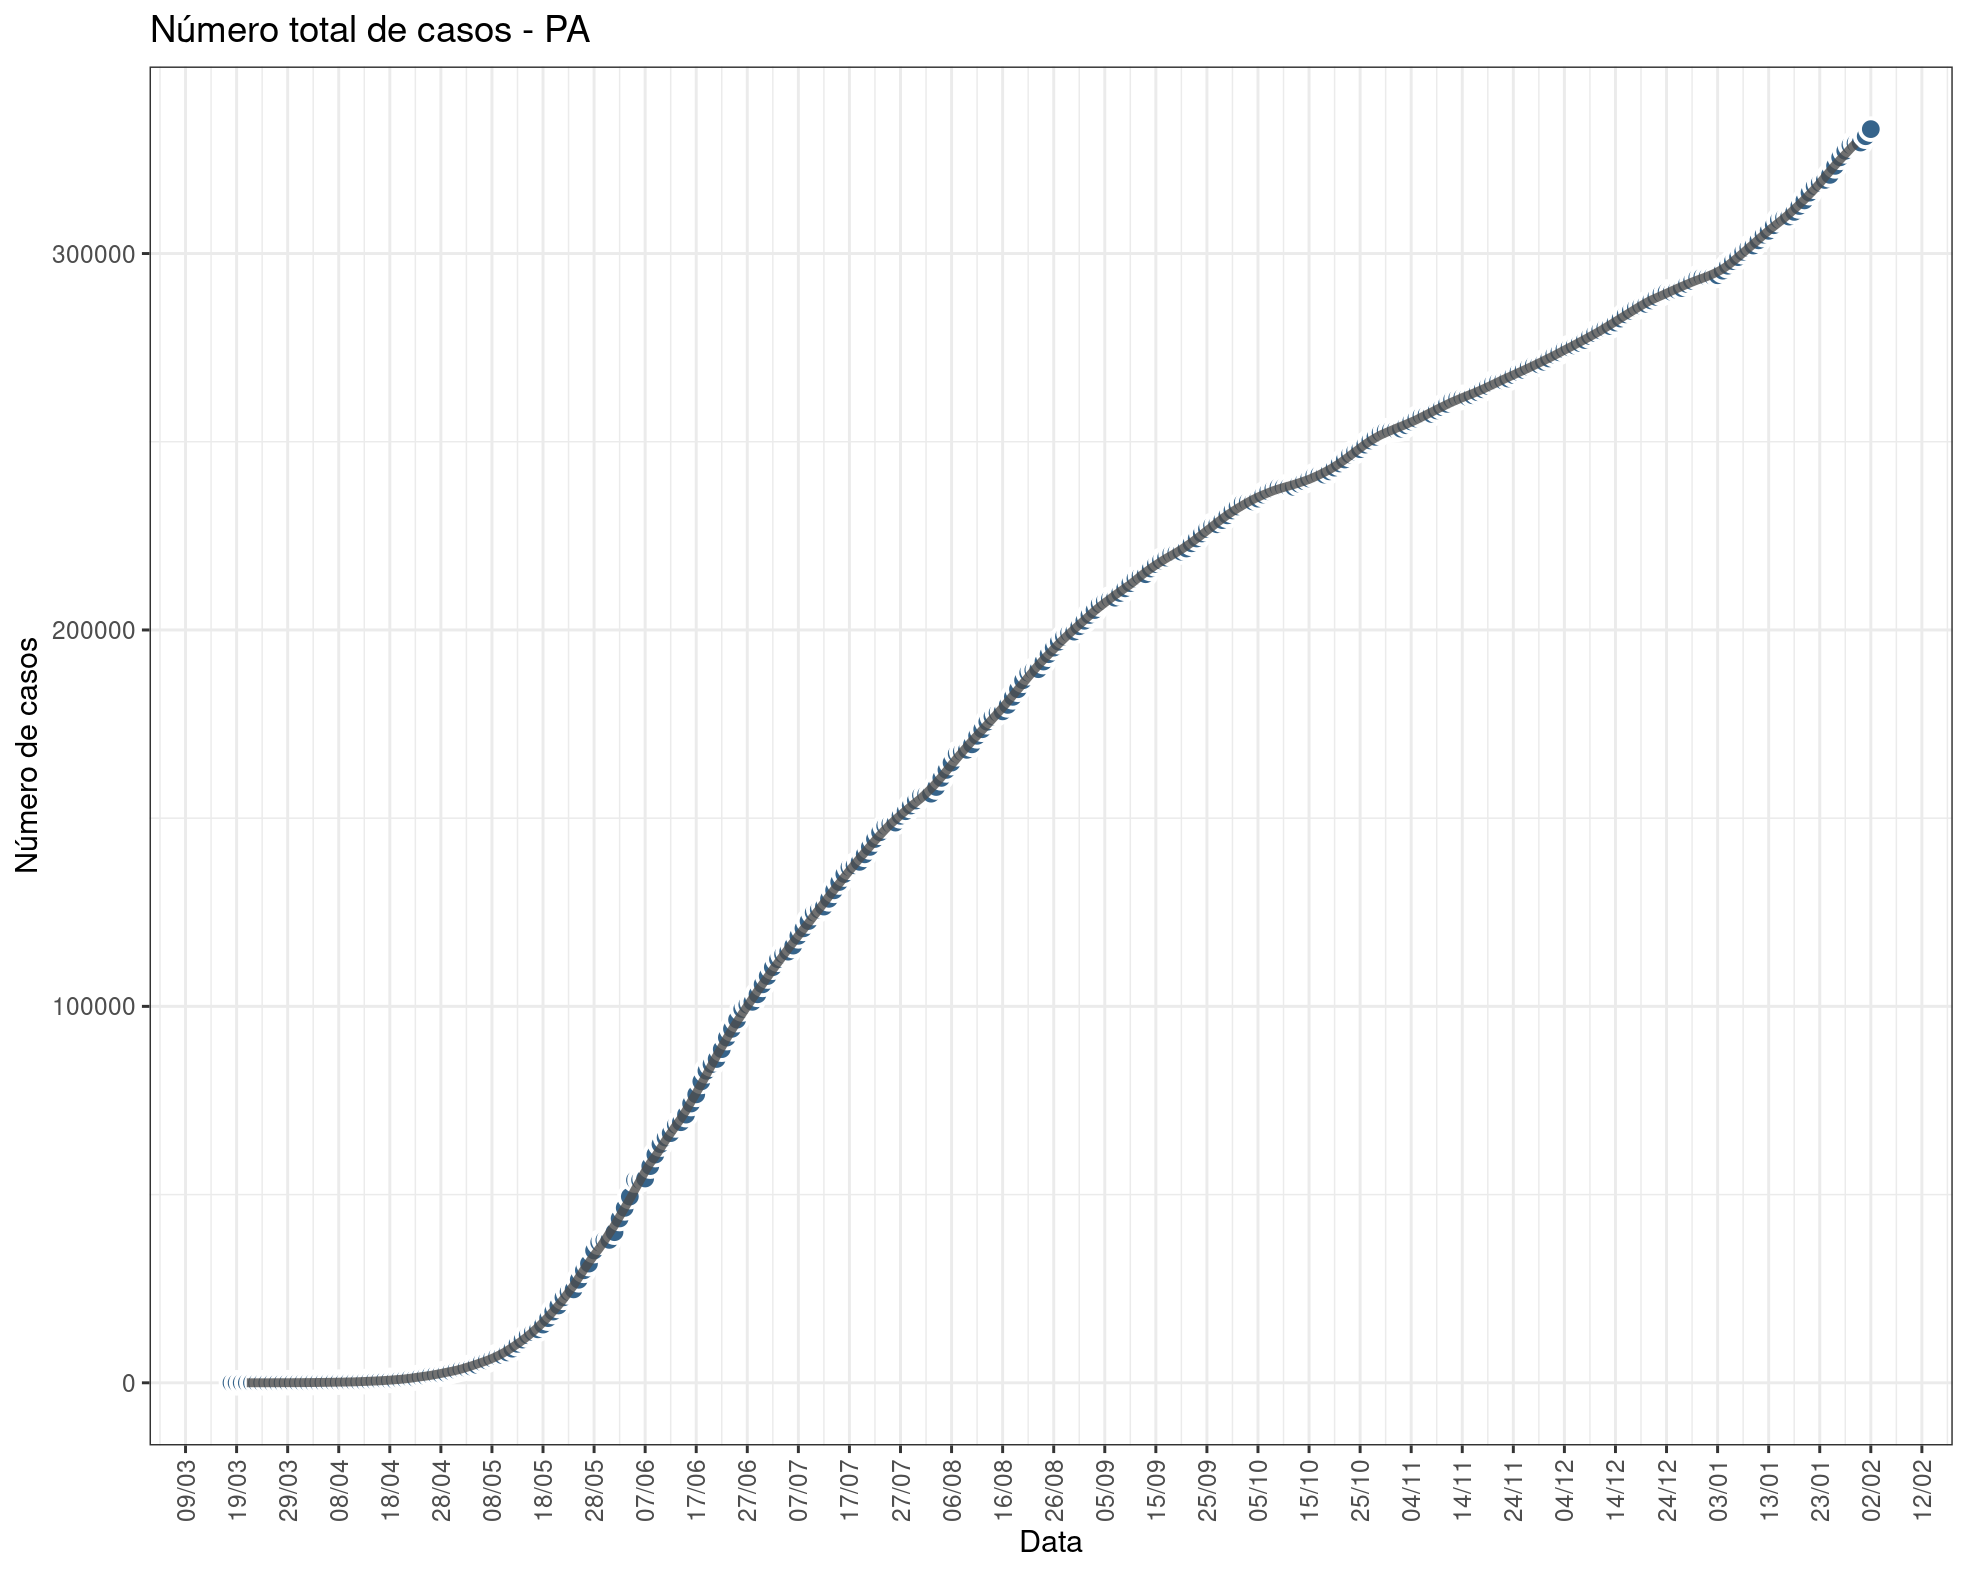 Número total de casos - PA
Número de casos
300000
200000
100000
0
09/03 19/03 29/03 08/04 18/04 28/04 08/05 18/05 28/05 07/06 17/06 27/06 07/07 17/07 27/07 06/08 16/08 26/08 05/09 15/09 25/09 05/10 15/10 25/10 04/11 14/11 24/11 04/12 14/12 24/12 03/01 13/01 23/01 02/02 12/02
Data